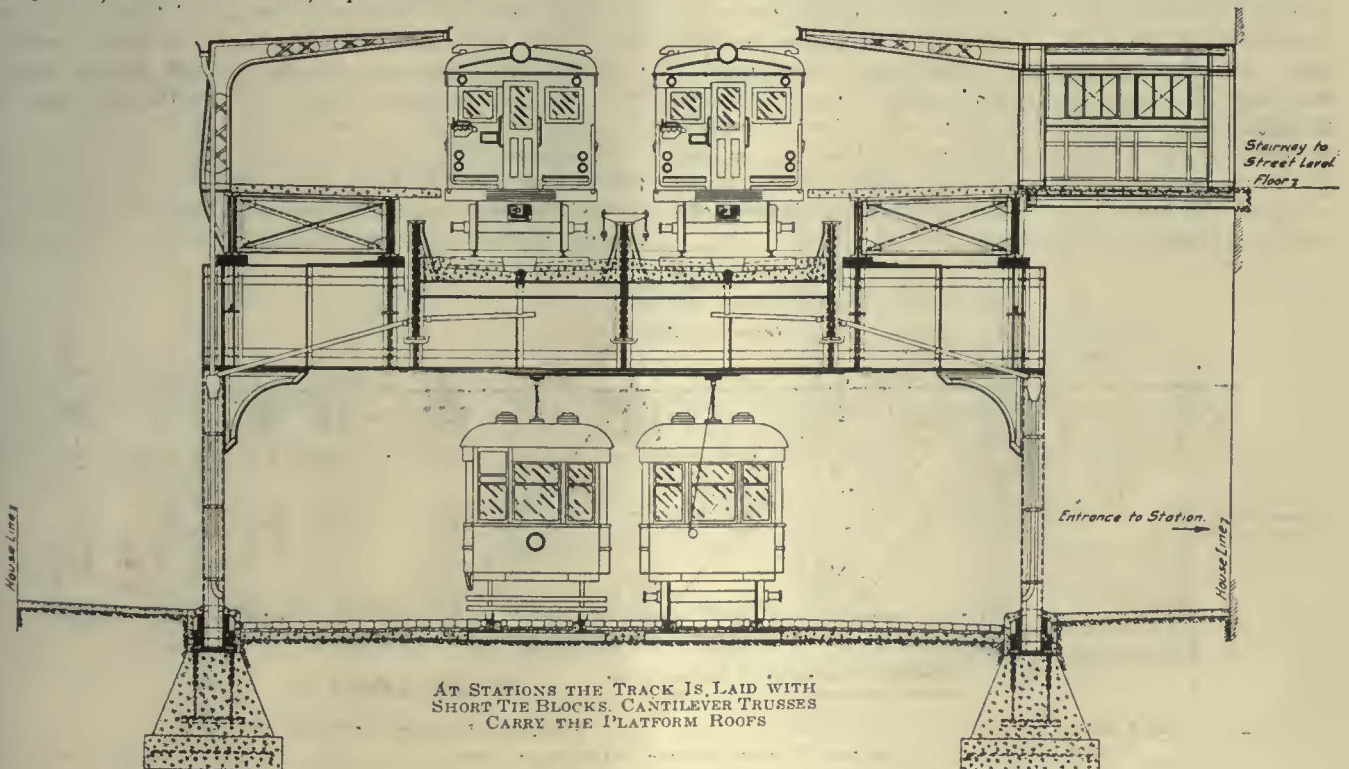 Stairway to
Street Level
Floor
Entrance to Station.
House Line
House Line
AT STATIONS THE TRACK IS LAID WITH
SHORT TIE BLOCKS. CANTILEVER TRUSSES
CARRY THE PLATFORM ROOFS